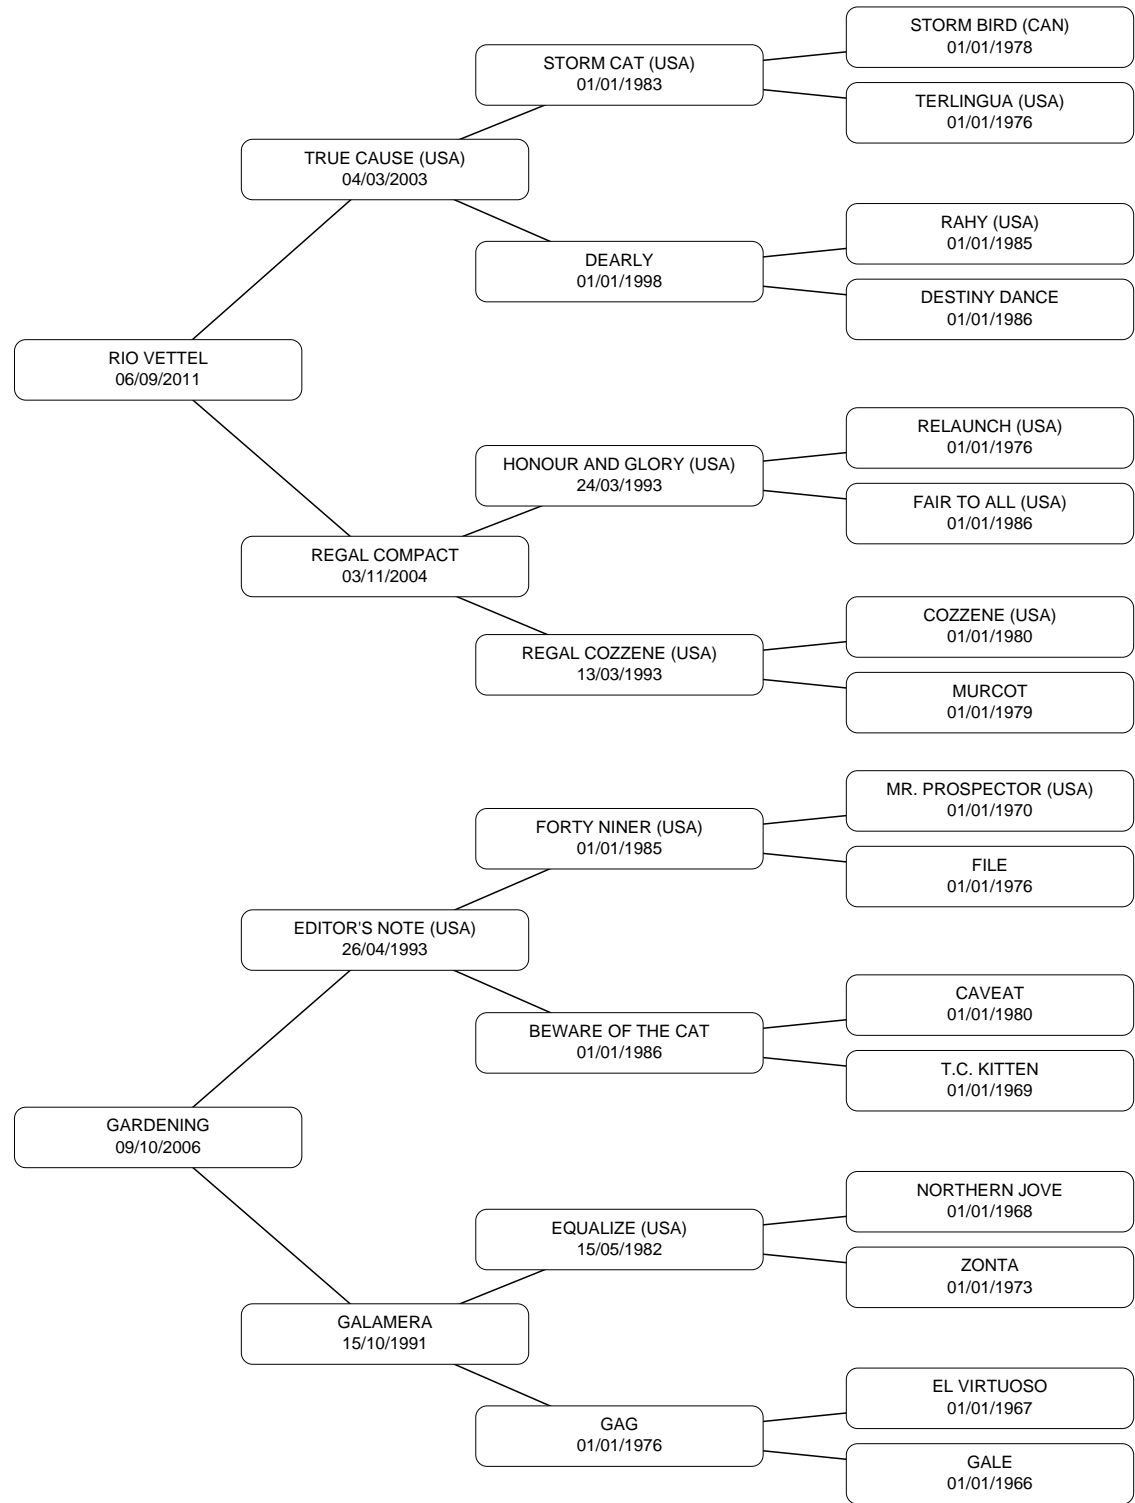 STORM BIRD (CAN)
01/01/1978
STORM CAT (USA)
01/01/1983
TERLINGUA (USA)
01/01/1976
TRUE CAUSE (USA)
04/03/2003
RAHY (USA)
01/01/1985
DEARLY
01/01/1998
DESTINY DANCE
01/01/1986
RIO VETTEL
06/09/2011
RELAUNCH (USA)
01/01/1976
HONOUR AND GLORY (USA)
24/03/1993
FAIR TO ALL (USA)
01/01/1986
REGAL COMPACT
03/11/2004
COZZENE (USA)
01/01/1980
REGAL COZZENE (USA)
13/03/1993
MURCOT
01/01/1979
MR. PROSPECTOR (USA)
01/01/1970
FORTY NINER (USA)
01/01/1985
FILE
01/01/1976
EDITOR'S NOTE (USA)
26/04/1993
CAVEAT
01/01/1980
BEWARE OF THE CAT
01/01/1986
T.C. KITTEN
01/01/1969
GARDENING
09/10/2006
NORTHERN JOVE
01/01/1968
EQUALIZE (USA)
15/05/1982
ZONTA
01/01/1973
GALAMERA
15/10/1991
EL VIRTUOSO
01/01/1967
GAG
01/01/1976
GALE
01/01/1966